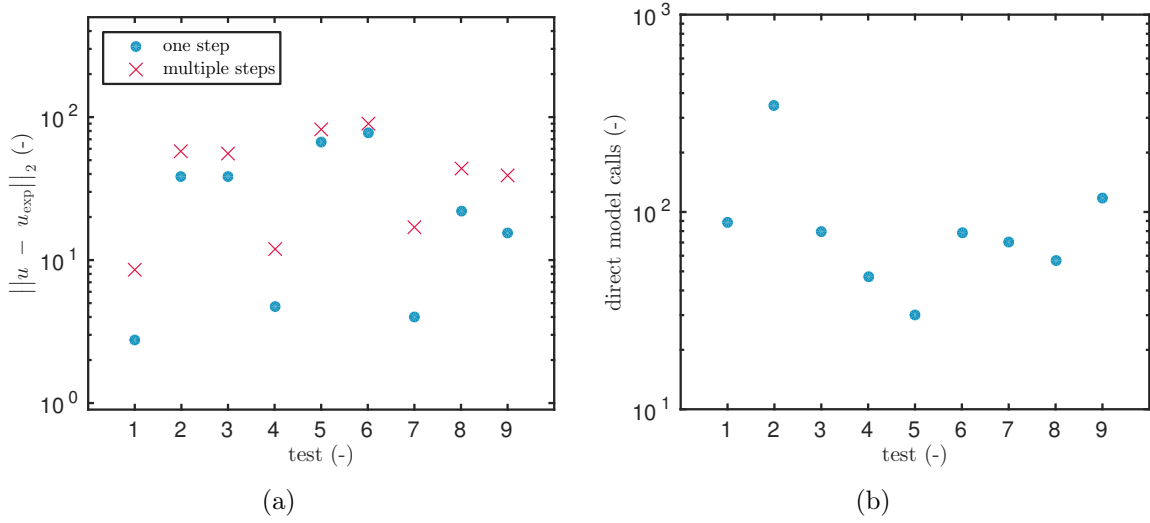 one step
multiple steps
||u − u_exp||_2 (-)
10^2
10^1
10^0
1 2 3 4 5 6 7 8 9
test (-)
(a)
direct model calls (-)
10^3
10^2
10^1
1 2 3 4 5 6 7 8 9
test (-)
(b)